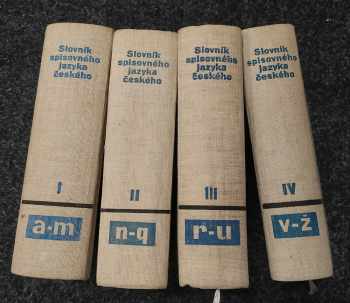 Slovník
spisovného
jazyka
českého
I
a-m
Slovník
spisovného
jazyka
českého
II
n-q
Slovník
spisovného
jazyka
českého
III
r-u
Slovník
spisovného
jazyka
českého
IV
v-ž